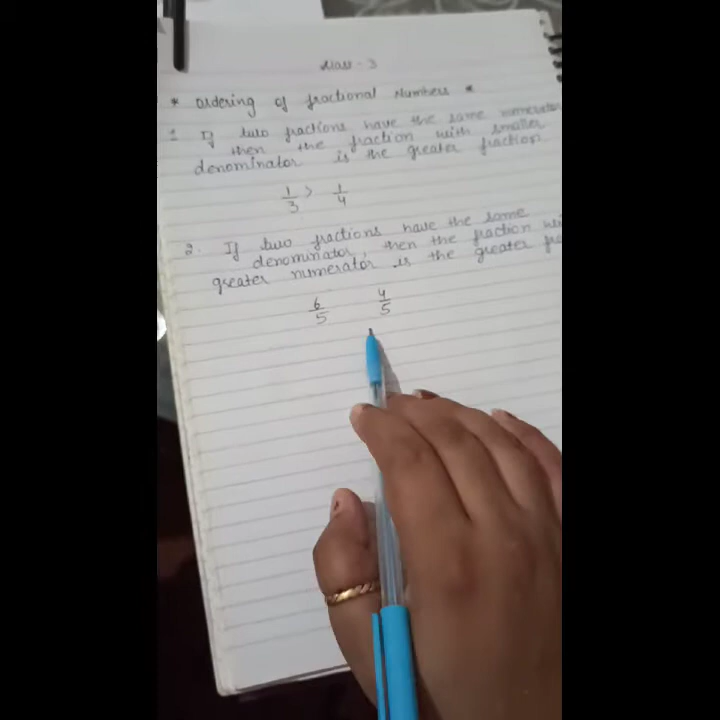 Class - 3
* Ordering of fractional Numbers *
1. If two fractions have the same numerator
then the fraction with smaller
denominator is the greater fraction.
1/3 > 1/4
2. If two fractions have the same
denominator, then the fraction wi
greater numerator is the greater fra
6/5 4/5